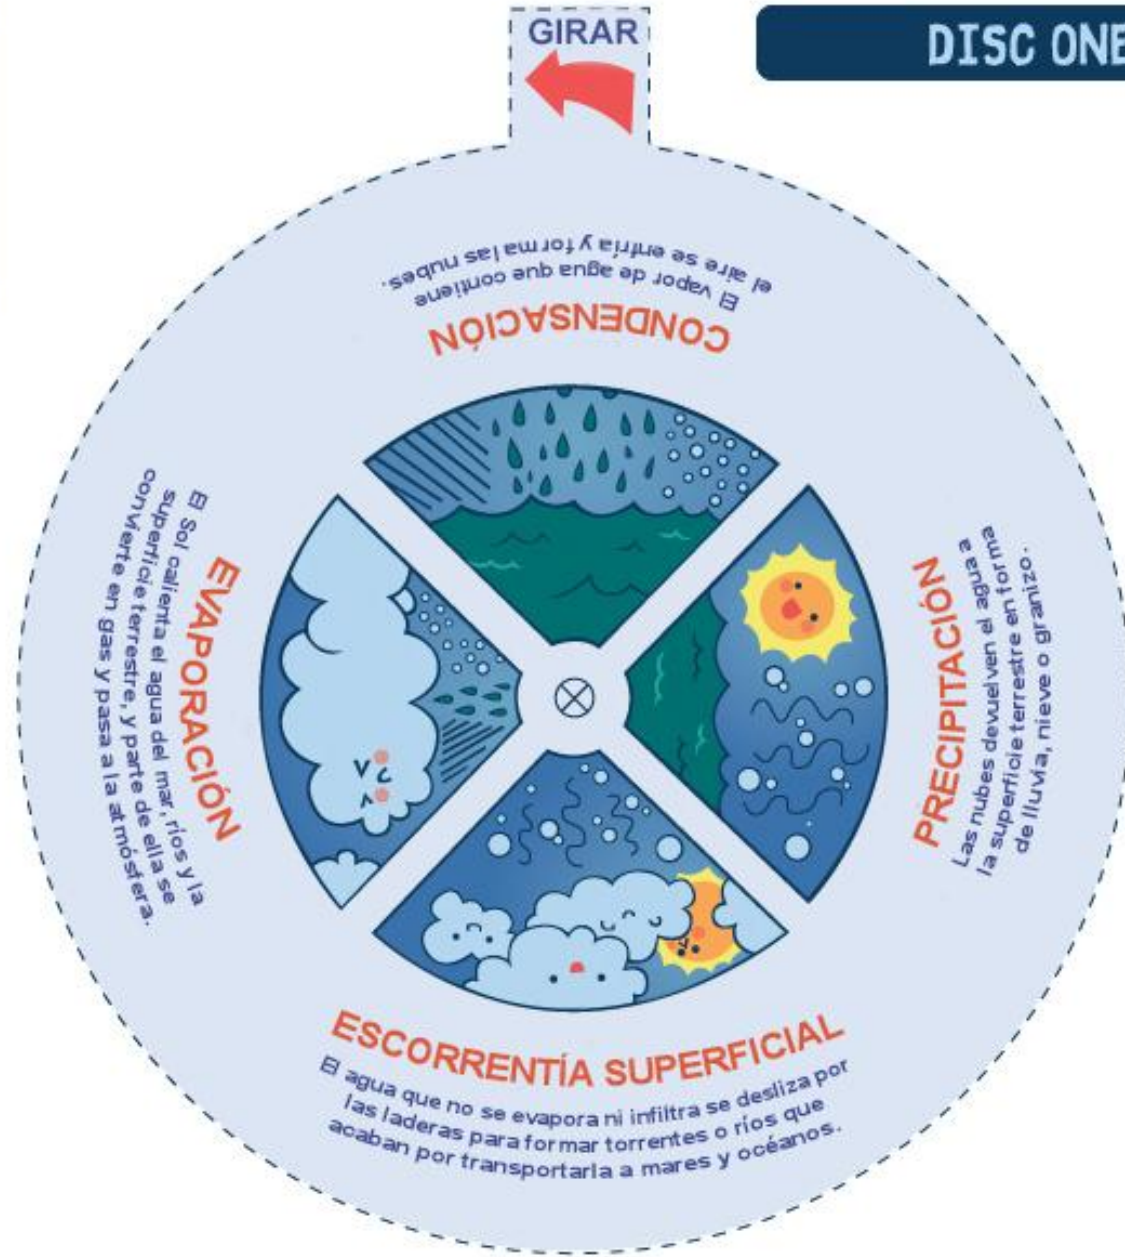 GIRAR
DISC ONE
CONDENSACIÓN
El vapor de agua que contiene
el aire se enfría y forma las nubes.
EVAPORACIÓN
El Sol calienta el agua del mar, ríos y la
superficie terrestre, y parte de ella se
convierte en gas y pasa a la atmósfera.
PRECIPITACIÓN
Las nubes devuelven el agua a
la superficie terrestre en forma
de lluvia, nieve o granizo.
ESCORRENTÍA SUPERFICIAL
El agua que no se evapora ni infiltra se desliza por
las laderas para formar torrentes o ríos que
acaban por transportarla a mares y océanos.